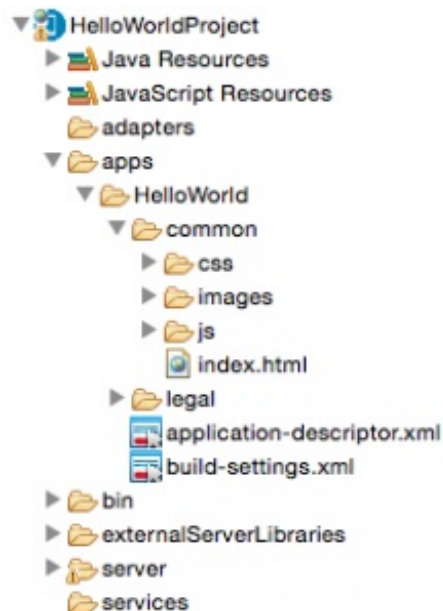 HelloWorldProject
Java Resources
JavaScript Resources
adapters
apps
HelloWorld
common
css
images
js
index.html
legal
application-descriptor.xml
build-settings.xml
bin
externalServerLibraries
server
services